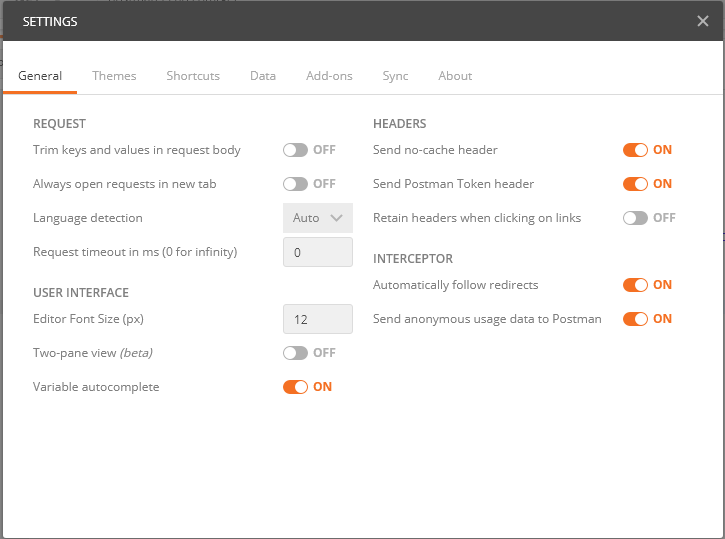 SETTINGS
General Themes Shortcuts Data Add-ons Sync About
REQUEST
Trim keys and values in request body OFF
Always open requests in new tab OFF
Language detection Auto
Request timeout in ms (0 for infinity) 0
USER INTERFACE
Editor Font Size (px) 12
Two-pane view (beta) OFF
Variable autocomplete ON
HEADERS
Send no-cache header ON
Send Postman Token header ON
Retain headers when clicking on links OFF
INTERCEPTOR
Automatically follow redirects ON
Send anonymous usage data to Postman ON